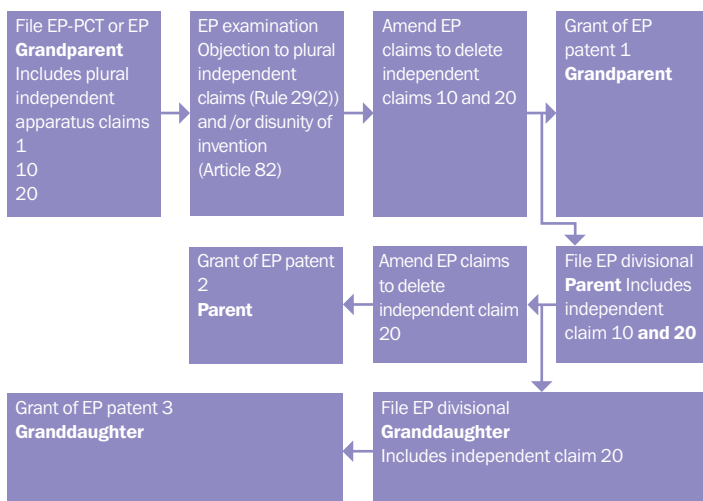 File EP-PCT or EP
Grandparent
Includes plural
independent
apparatus claims
1
10
20
EP examination
Objection to plural
independent
claims (Rule 29(2))
and /or disunity of
invention
(Article 82)
Amend EP
claims to delete
independent
claims 10 and 20
Grant of EP
patent 1
Grandparent
File EP divisional
Parent Includes
independent
claim 10 and 20
Amend EP claims
to delete
independent claim
20
Grant of EP patent
2
Parent
File EP divisional
Granddaughter
Includes independent claim 20
Grant of EP patent 3
Granddaughter